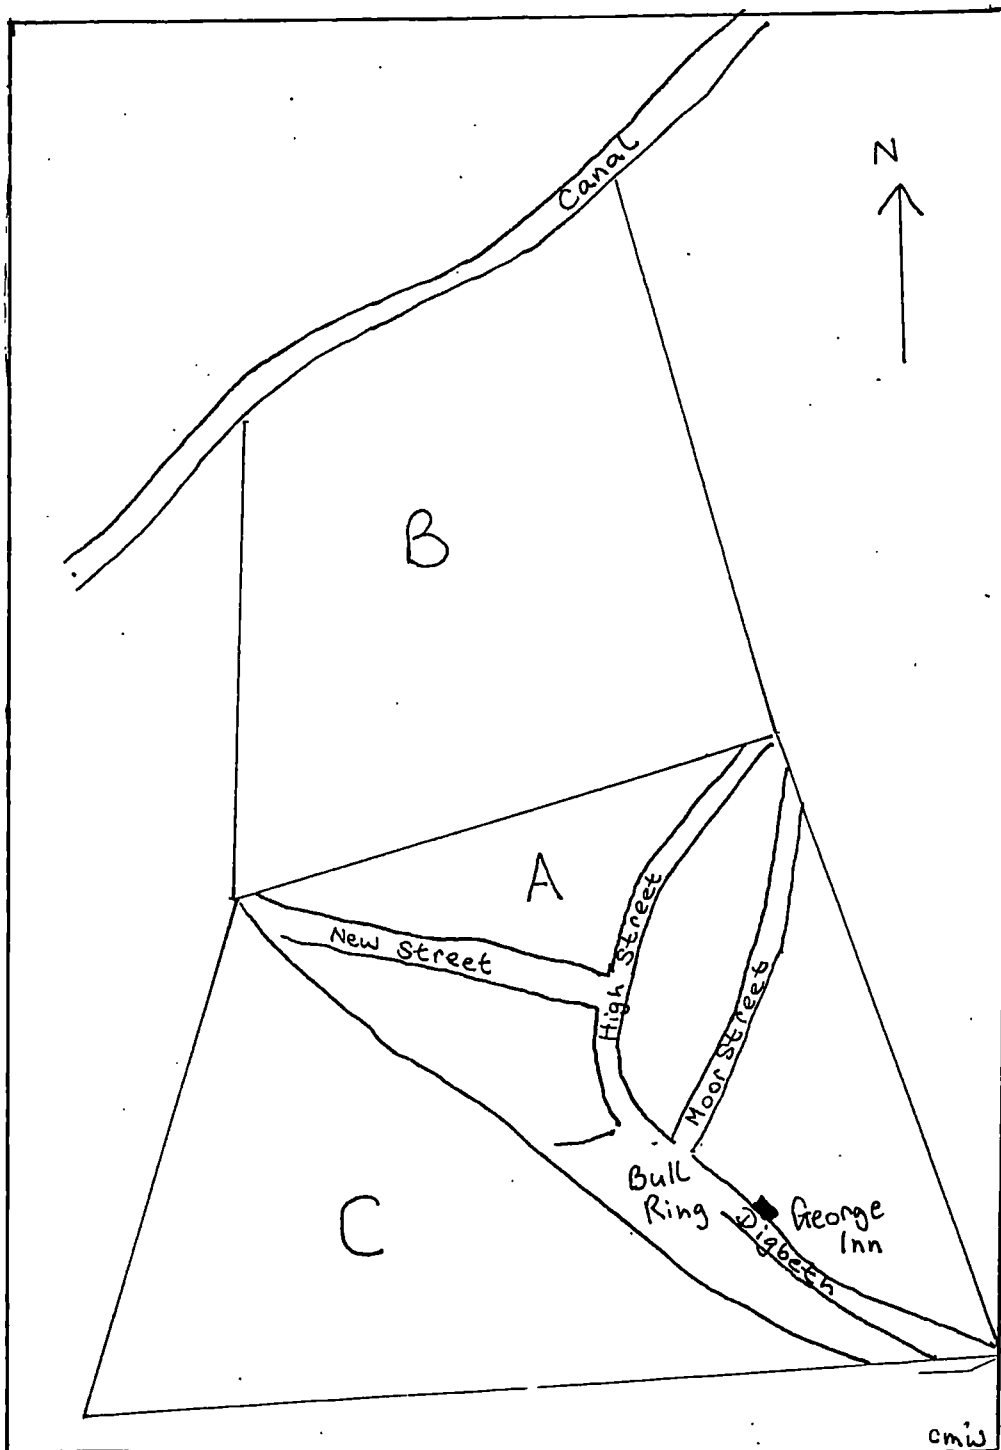 Canal
N
B
A
New Street
High Street
Moor Street
Bull
Ring
George
Inn
Digbeth
C
cmw